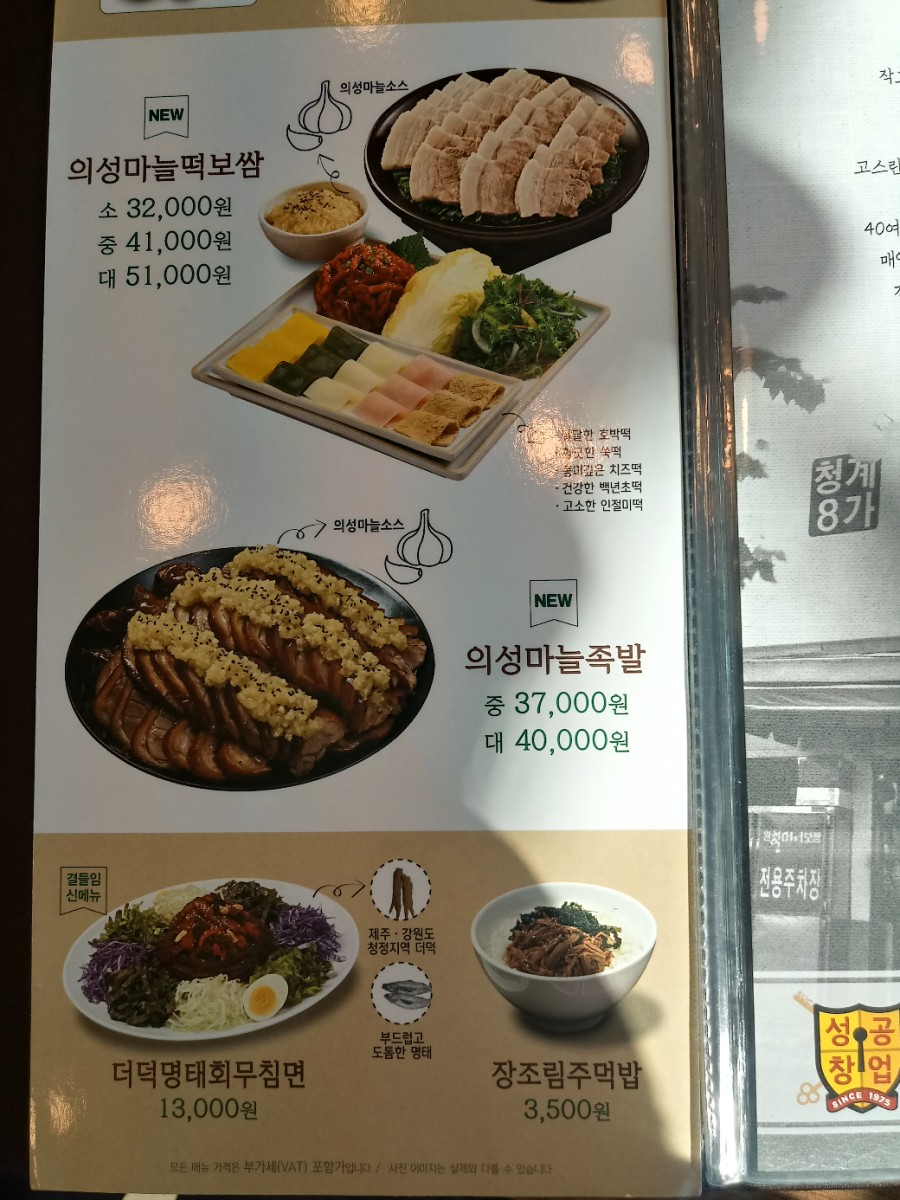 의성마늘소스
NEW
의성마늘떡보쌈
소 32,000원
중 41,000원
대 51,000원
호박떡
쑥떡
치즈떡
· 건강한 백년초떡
· 고소한 인절미떡
의성마늘소스
NEW
의성마늘족발
중 37,000원
대 40,000원
곁들임
신메뉴
제주 · 강원도
청정지역 더덕
부드럽고
도톰한 명태
더덕명태회무침면
13,000원
장조림주먹밥
3,500원
모든 메뉴 가격은 부가세(VAT) 포함가입니다 / 사진 이미지는 실제와 다를 수 있습니다
고스란
40여
청계
8가
전용주차장
성공
창업
SINCE 1975